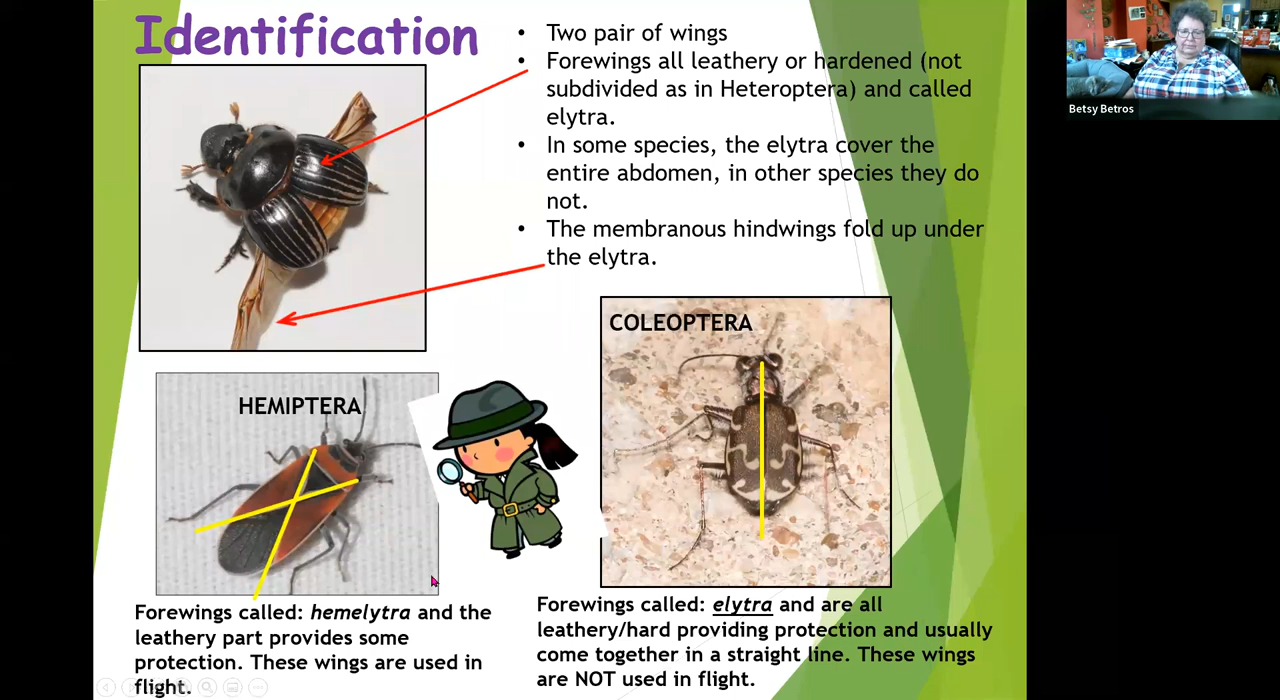 Identification
• Two pair of wings
• Forewings all leathery or hardened (not
subdivided as in Heteroptera) and called
elytra.
• In some species, the elytra cover the
entire abdomen, in other species they do
not.
• The membranous hindwings fold up under
the elytra.
Betsy Betros
COLEOPTERA
HEMIPTERA
Forewings called: hemelytra and the
leathery part provides some
protection. These wings are used in
flight.
Forewings called: elytra and are all
leathery/hard providing protection and usually
come together in a straight line. These wings
are NOT used in flight.